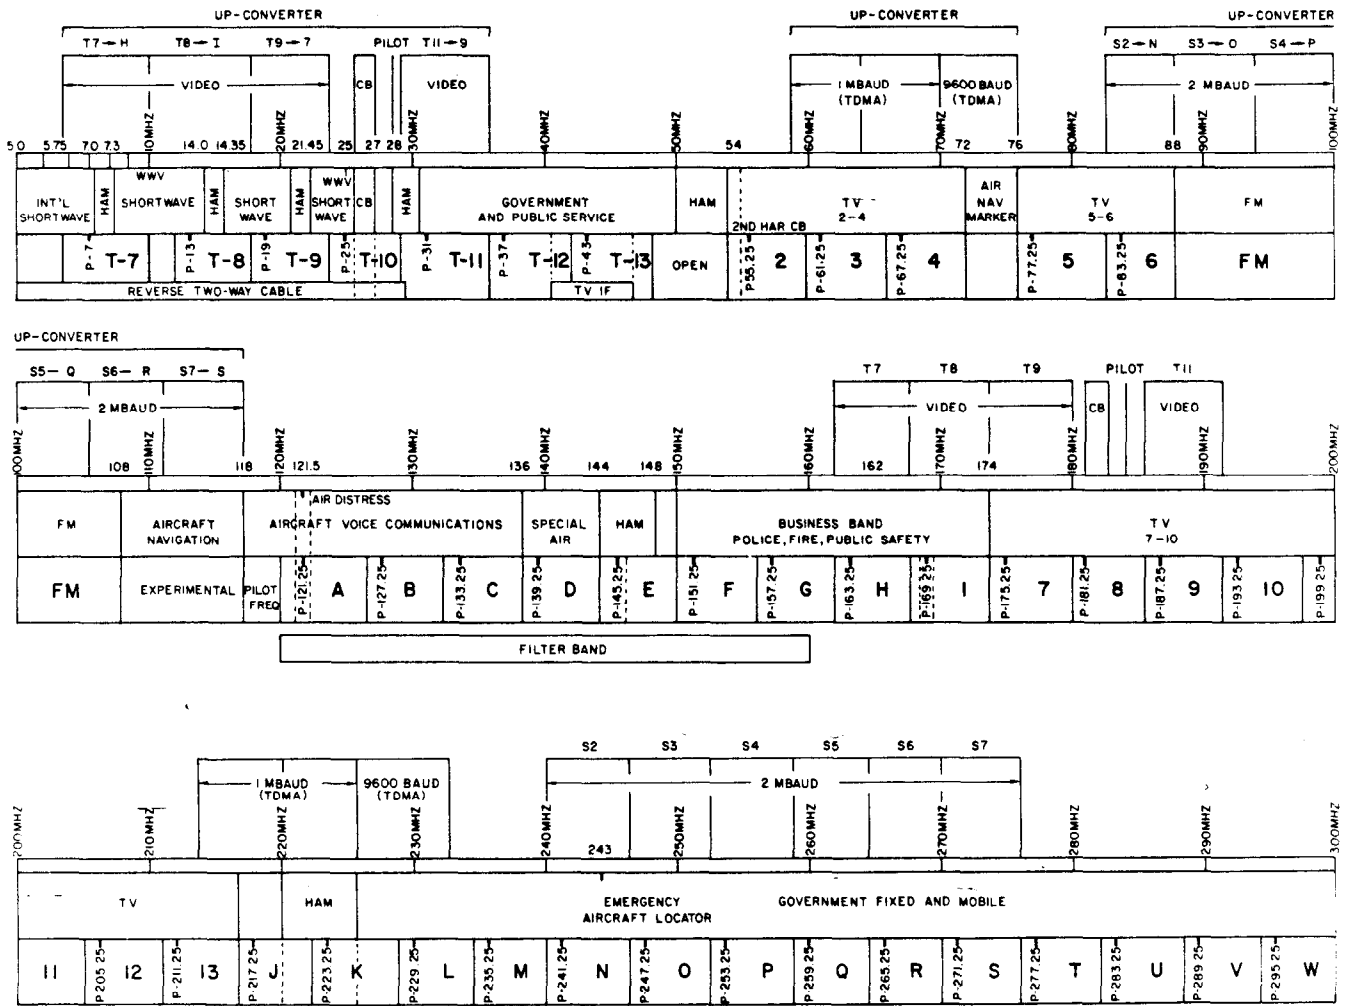 UP-CONVERTER UP-CONVERTER UP-CONVERTER
T7→H T8→I T9→7 PILOT T11→9 S2→N S3→O S4→P
VIDEO CB VIDEO 1 MBAUD (TDMA) 9600 BAUD (TDMA) 2 MBAUD
10MHZ 20MHZ 30MHZ 40MHZ 50MHZ 60MHZ 70MHZ 80MHZ 90MHZ 100MHZ
5.0 5.75 7.0 7.3 14.0 14.35 21.45 25 27 28 54 72 76 88
INT'L SHORTWAVE HAM WWV SHORTWAVE HAM SHORT WAVE HAM WWV SHORT WAVE CB HAM GOVERNMENT AND PUBLIC SERVICE HAM TV 2-4 2ND HAR CB AIR NAV MARKER TV 5-6 FM
P-7 T-7 P-13 T-8 P-19 T-9 P-25 T-10 P-31 T-11 P-37 T-12 P-43 T-13 OPEN P-55.25 2 P-61.25 3 P-67.25 4 P-77.25 5 P-83.25 6 FM
REVERSE TWO-WAY CABLE TV IF
UP-CONVERTER
S5— Q S6— R S7— S T7 T8 T9 PILOT T11
2 MBAUD VIDEO CB VIDEO
100MHZ 110MHZ 120MHZ 130MHZ 140MHZ 150MHZ 160MHZ 170MHZ 180MHZ 190MHZ 200MHZ
108 118 121.5 136 144 148 162 174
AIR DISTRESS
FM AIRCRAFT NAVIGATION AIRCRAFT VOICE COMMUNICATIONS SPECIAL AIR HAM BUSINESS BAND POLICE, FIRE, PUBLIC SAFETY TV 7-10
FM EXPERIMENTAL PILOT FREQ P-121.25 A P-127.25 B P-133.25 C P-139.25 D P-145.25 E P-151.25 F P-157.25 G P-163.25 H P-169.25 I P-175.25 7 P-181.25 8 P-187.25 9 P-193.25 10 P-199.25
FILTER BAND
S2 S3 S4 S5 S6 S7
1 MBAUD (TDMA) 9600 BAUD (TDMA) 2 MBAUD
200MHZ 210MHZ 220MHZ 230MHZ 240MHZ 250MHZ 260MHZ 270MHZ 280MHZ 290MHZ 300MHZ
243
TV HAM EMERGENCY AIRCRAFT LOCATOR GOVERNMENT FIXED AND MOBILE
11 P-205.25 12 P-211.25 13 P-217.25 J P-223.25 K P-229.25 L P-235.25 M P-241.25 N P-247.25 O P-253.25 P P-259.25 Q P-265.25 R P-271.25 S P-277.25 T P-283.25 U P-289.25 V P-295.25 W